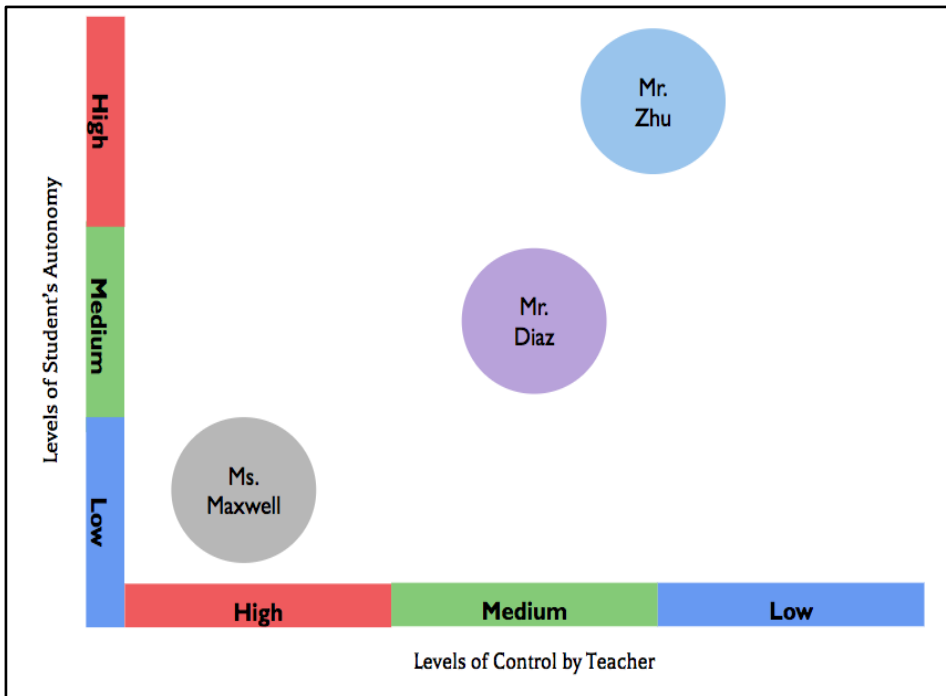 Levels of Student's Autonomy
High
Medium
Low
Mr.
Zhu
Mr.
Diaz
Ms.
Maxwell
High
Medium
Low
Levels of Control by Teacher